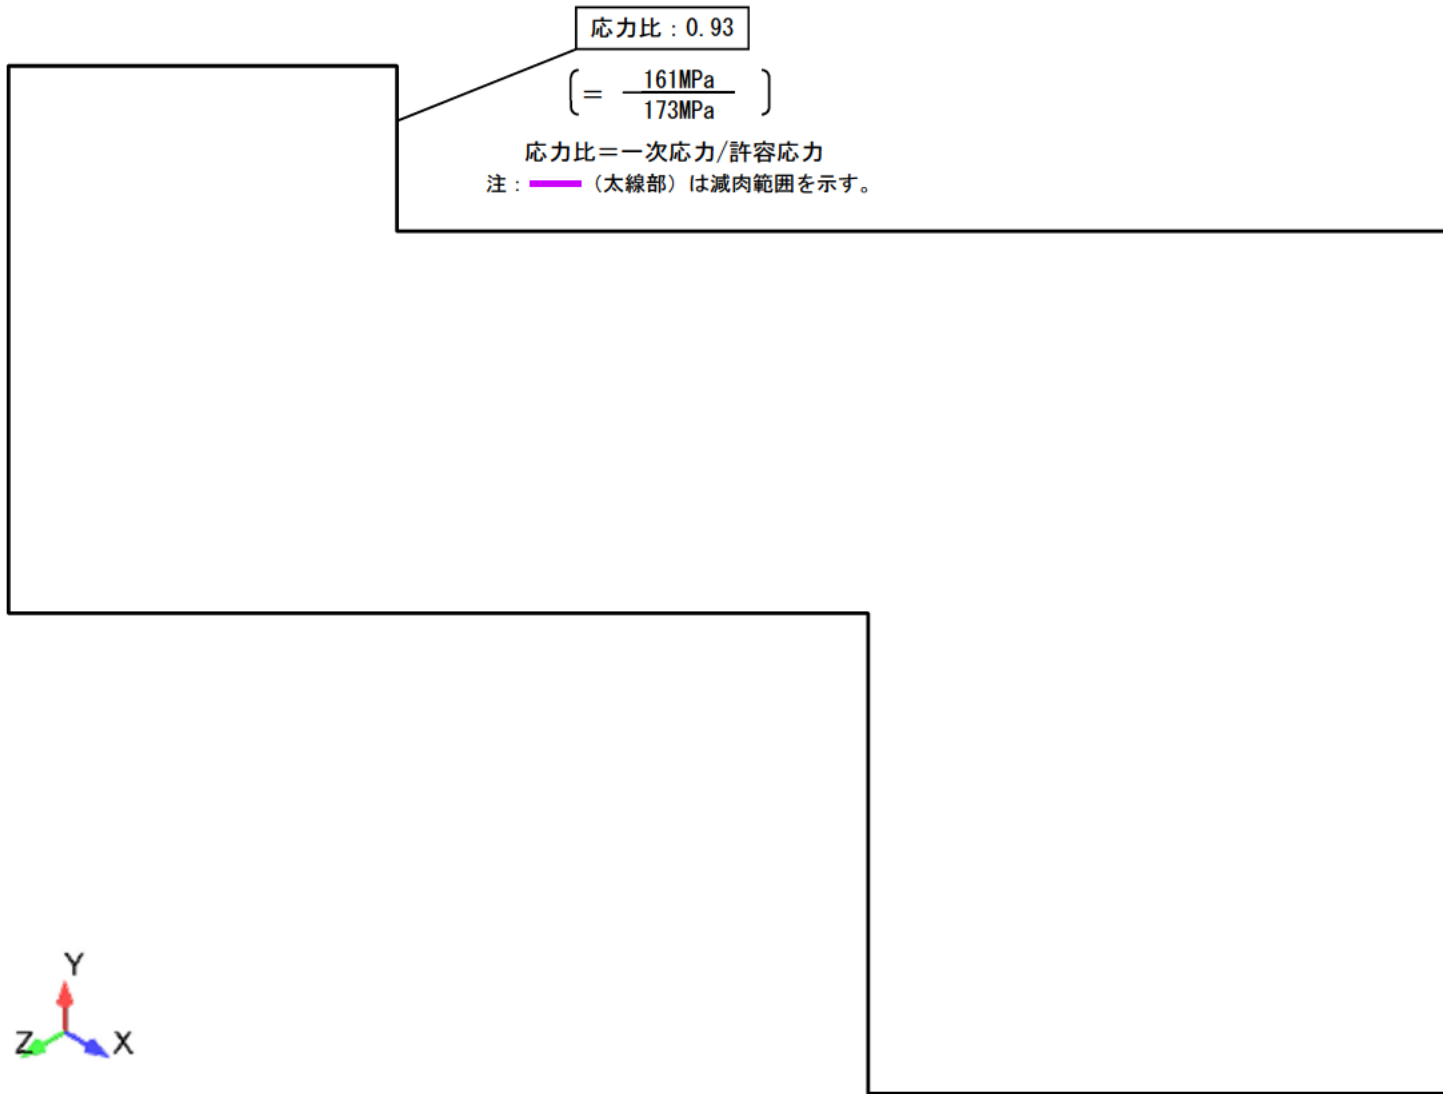 応力比：0.93
＝ 161MPa
173MPa
応力比＝一次応力/許容応力
注： （太線部）は減肉範囲を示す。
Y
Z X